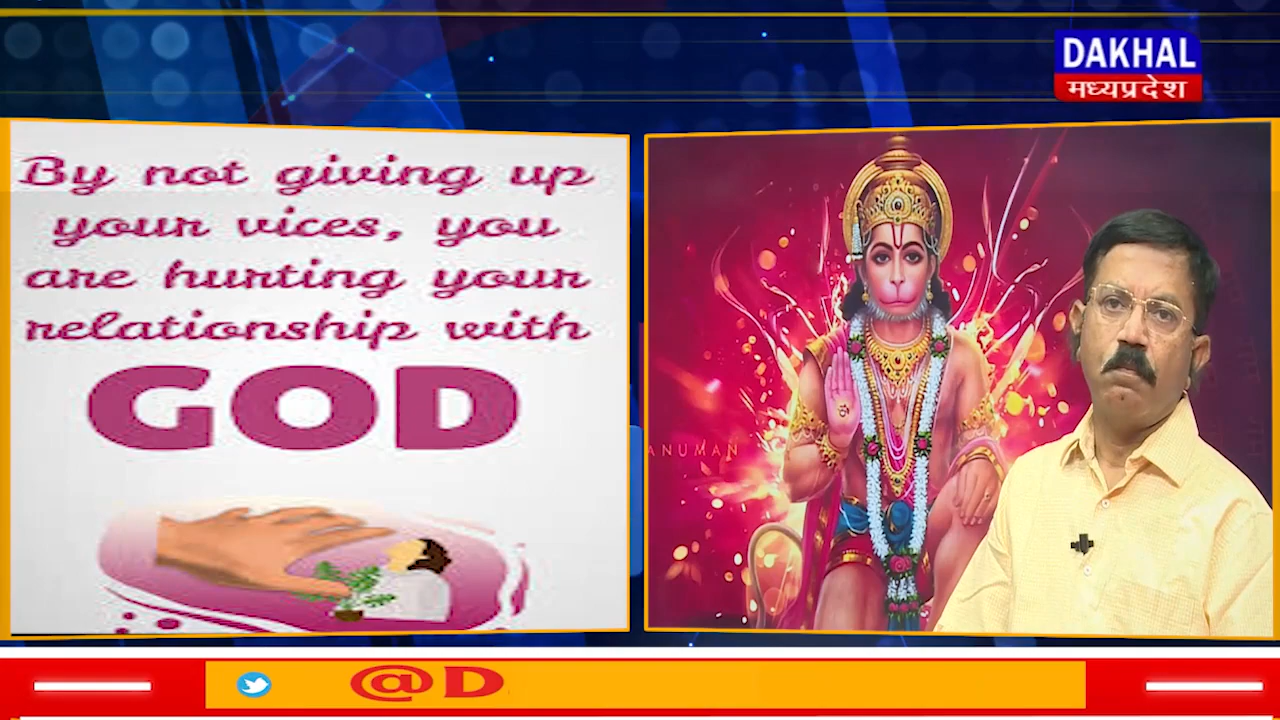 DAKHAL
मध्यप्रदेश
By not giving up
your vices, you
are hurting your
relationship with
GOD
ANUMAN
@D